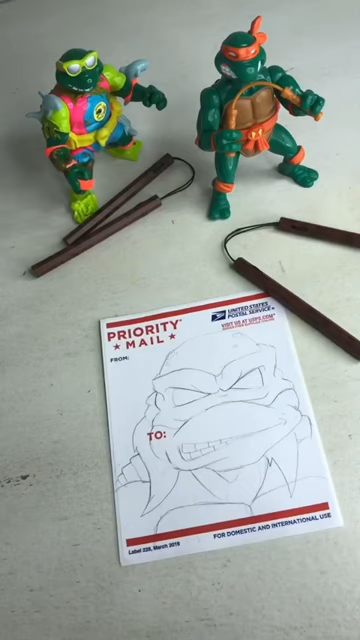 PRIORITY
★ MAIL ★
UNITED STATES
POSTAL SERVICE
VISIT US AT USPS.COM
FROM:
TO:
Label 228, March 2016
FOR DOMESTIC AND INTERNATIONAL USE